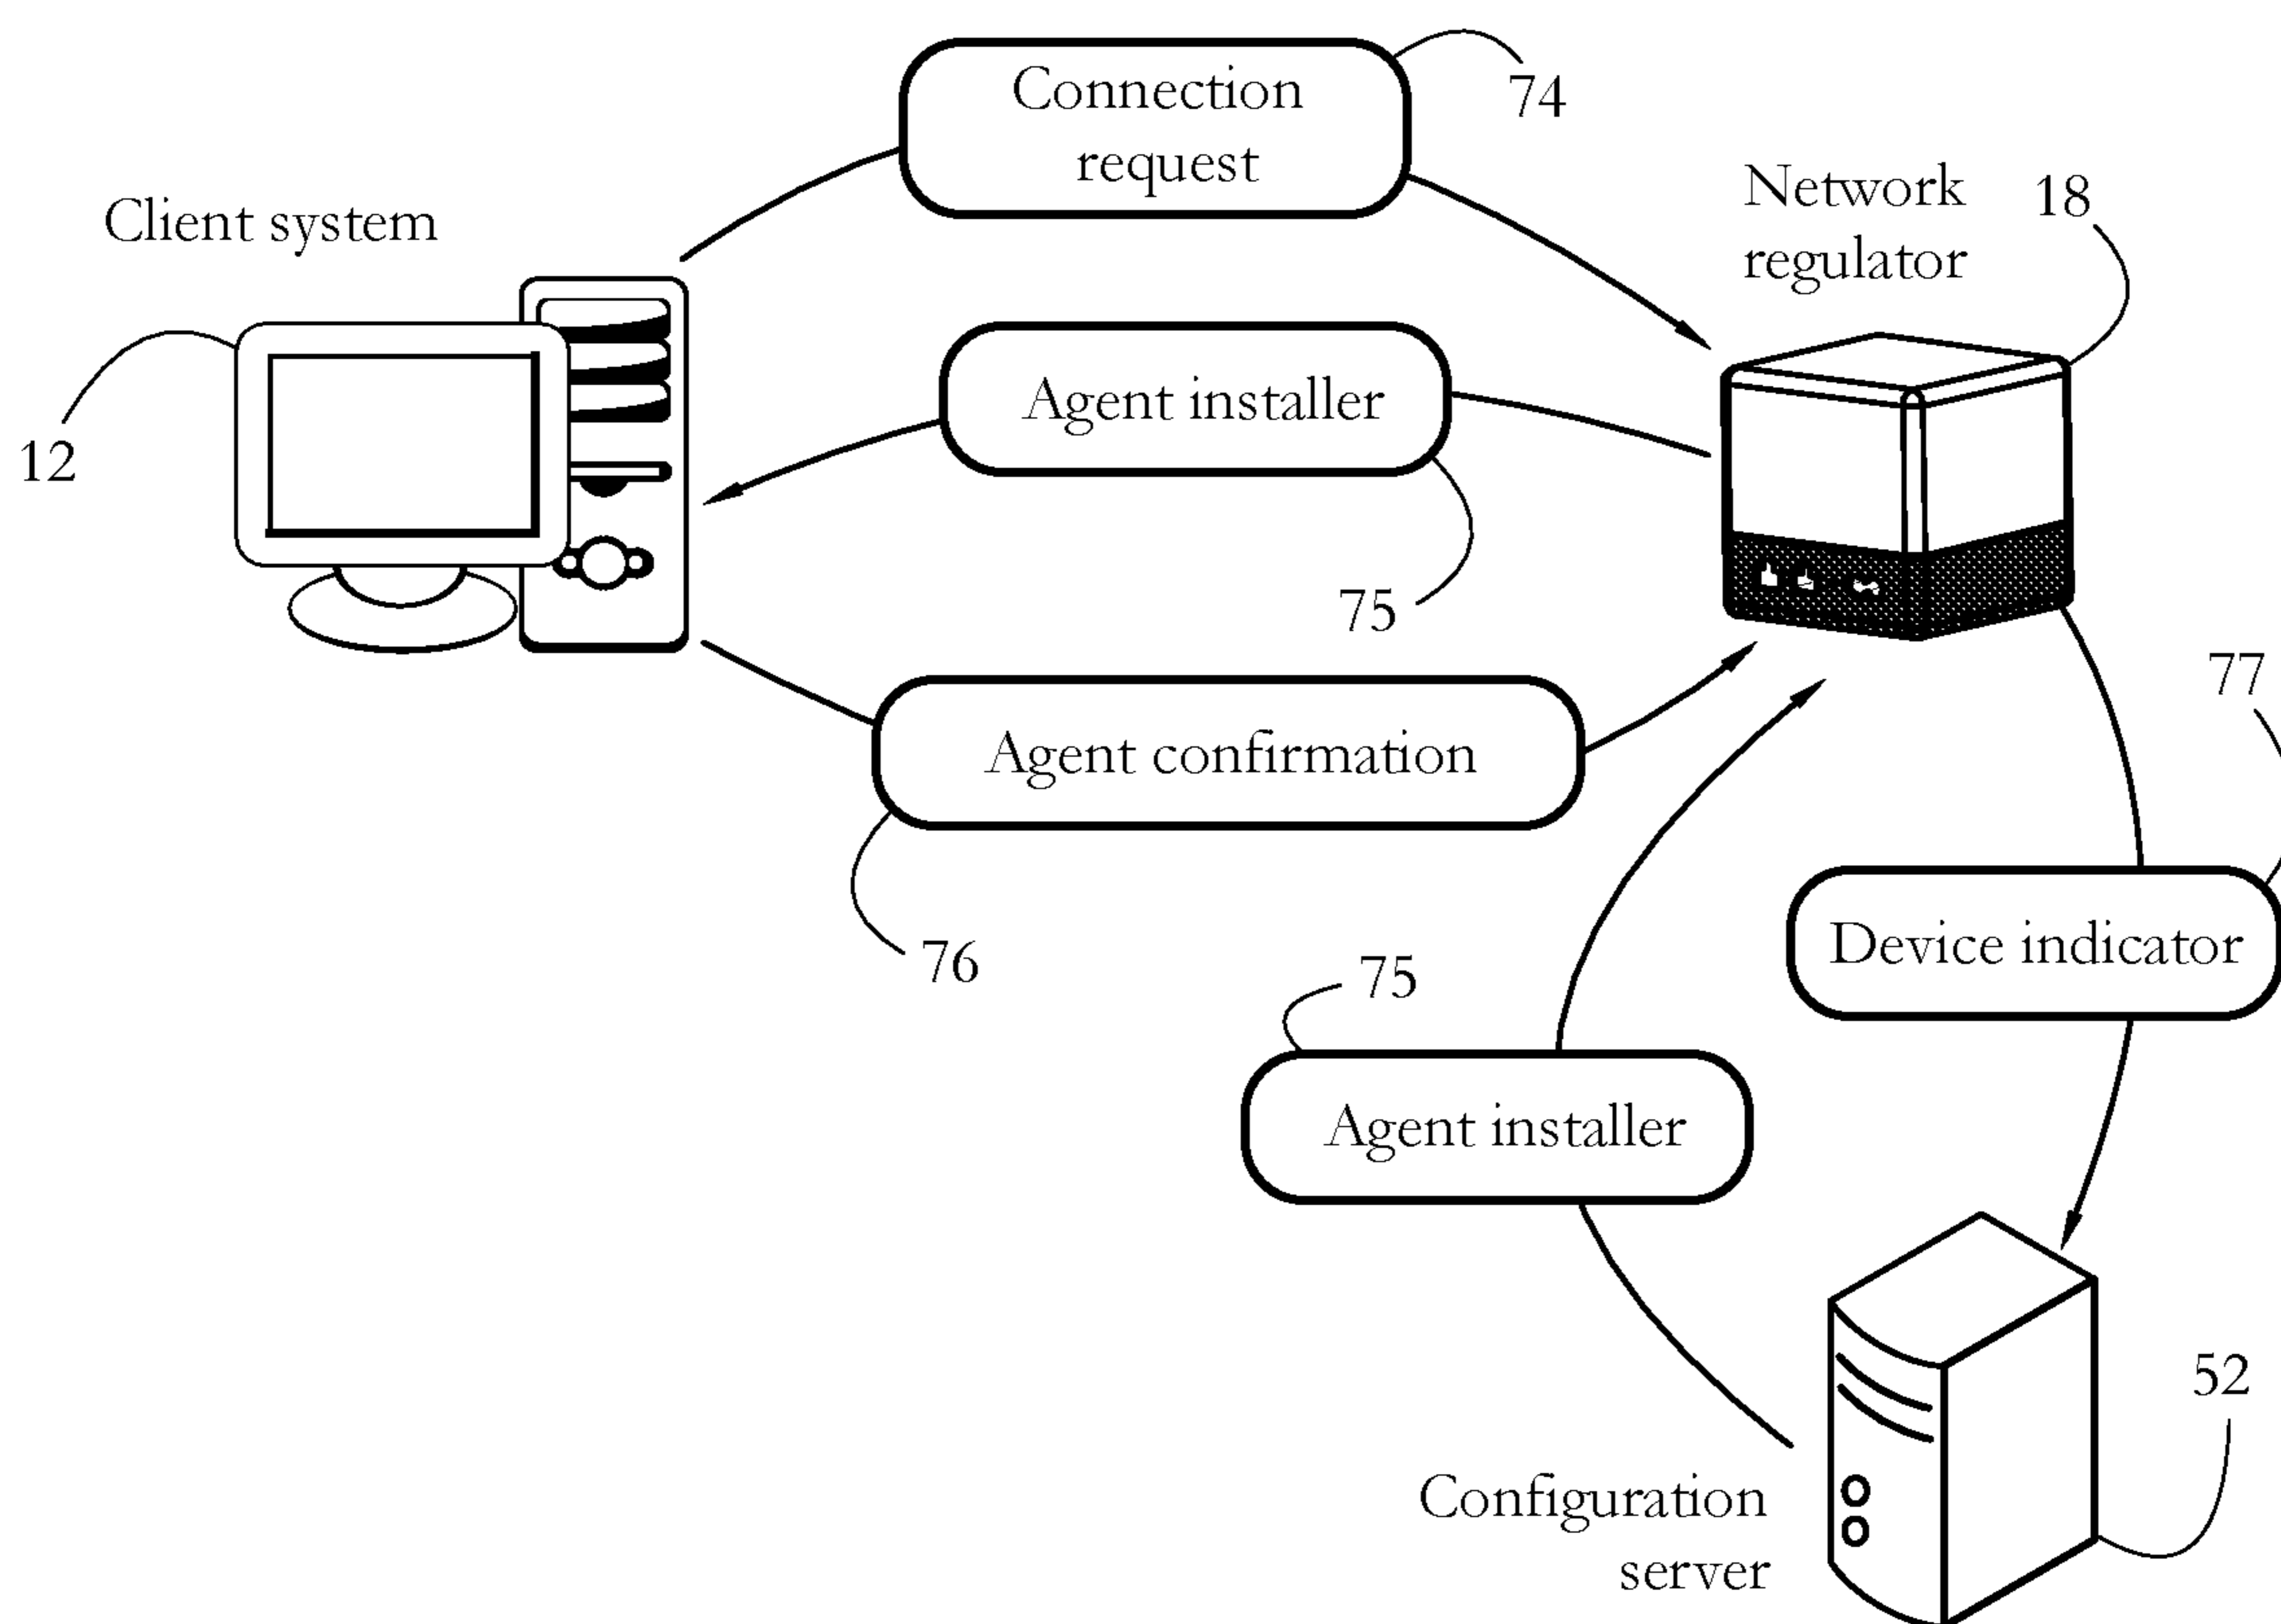 Connection
request
74
Client system
Network
regulator
18
12
Agent installer
75
Agent confirmation
76
77
Device indicator
75
Agent installer
52
Configuration
server